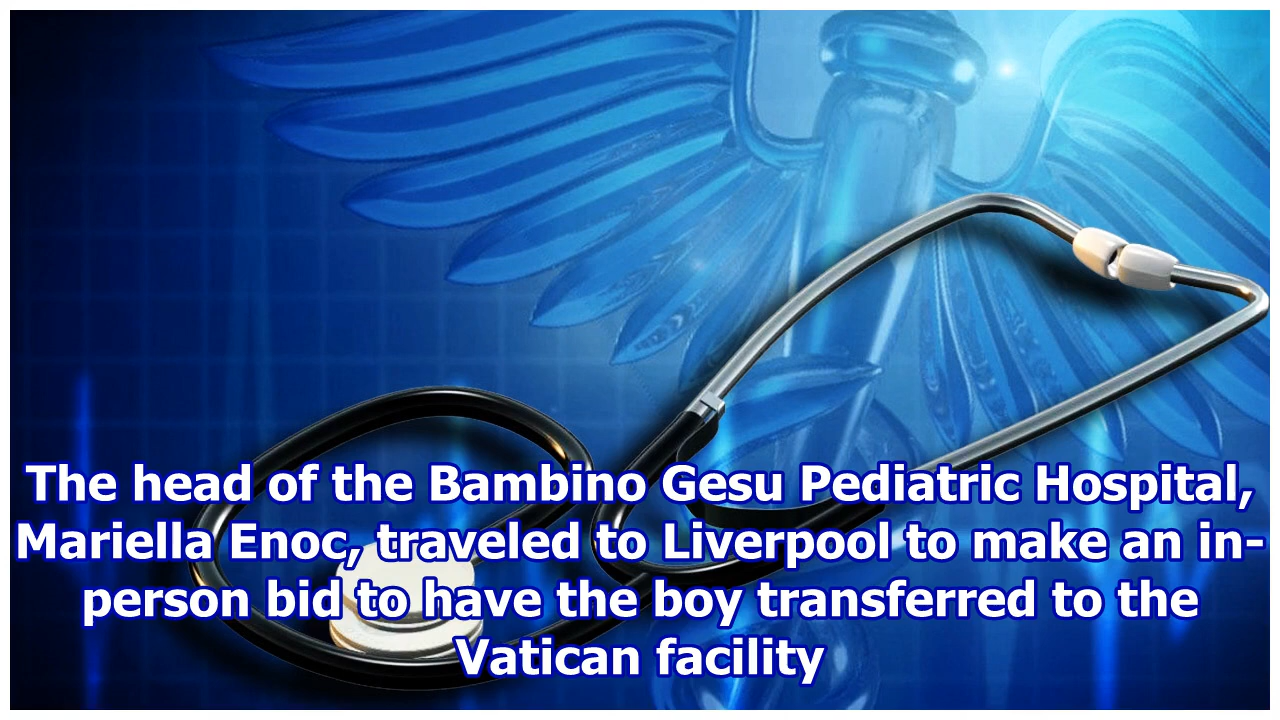 The head of the Bambino Gesu Pediatric Hospital,
Mariella Enoc, traveled to Liverpool to make an in-
person bid to have the boy transferred to the
Vatican facility